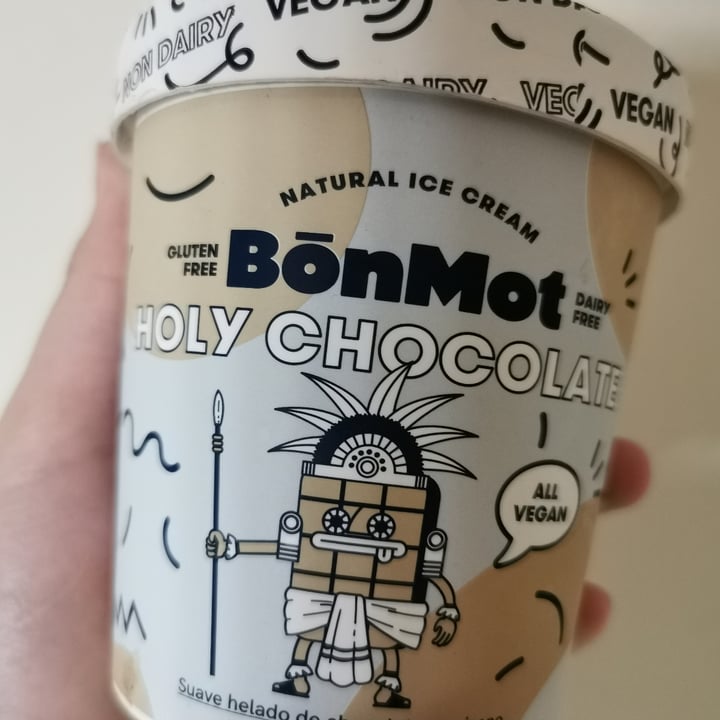 NON DAIRY
VEGAN
DAIRY
VEG
VEGAN
NATURAL ICE CREAM
GLUTEN
FREE
BōnMot
DAIRY
FREE
HOLY CHOCOLATE
ALL
VEGAN
Suave helado de